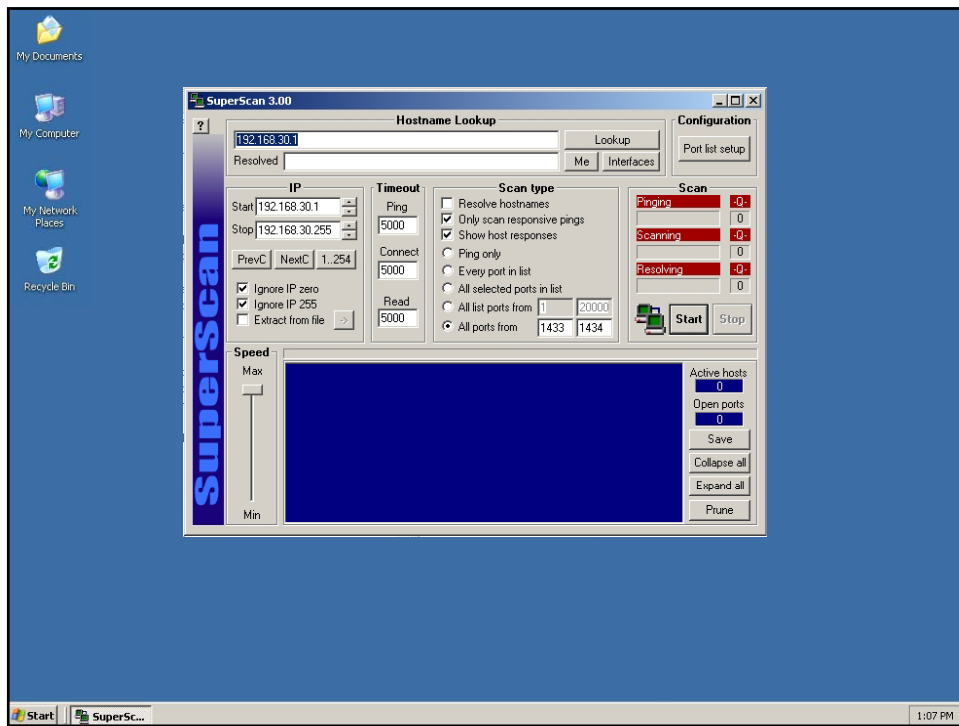 My Documents
My Computer
My Network
Places
Recycle Bin
SuperScan 3.00
?
Hostname Lookup
192.168.30.1
Lookup
Resolved
Me
Interfaces
Configuration
Port list setup
IP
Start 192.168.30.1
Stop 192.168.30.255
PrevC NextC 1..254
Ignore IP zero
Ignore IP 255
Extract from file ->
Timeout
Ping
5000
Connect
5000
Read
5000
Scan type
Resolve hostnames
Only scan responsive pings
Show host responses
Ping only
Every port in list
All selected ports in list
All list ports from 1 20000
All ports from 1433 1434
Scan
Pinging -Q-
0
Scanning -Q-
0
Resolving -Q-
0
Start Stop
SuperScan
Speed
Max
Min
Active hosts
0
Open ports
0
Save
Collapse all
Expand all
Prune
Start SuperSc...
1:07 PM